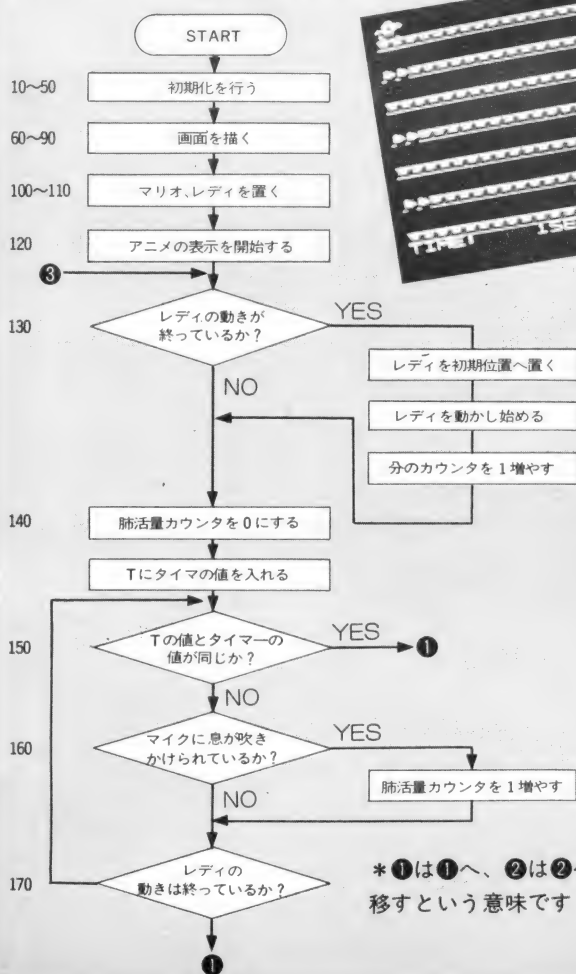 START
10〜50
初期化を行う
60〜90
画面を描く
100〜110
マリオ、レディを置く
120
アニメの表示を開始する
❸
130
レディの動きが
終っているか？
YES
NO
レディを初期位置へ置く
レディを動かし始める
分のカウンタを1増やす
140
肺活量カウンタを0にする
Tにタイマの値を入れる
150
Tの値とタイマーの
値が同じか？
YES
❶
NO
160
マイクに息が吹き
かけられているか？
YES
肺活量カウンタを1増やす
NO
170
レディの
動きは終っているか？
❶
*❶は❶へ、❷は❷
移すという意味です
TIME: